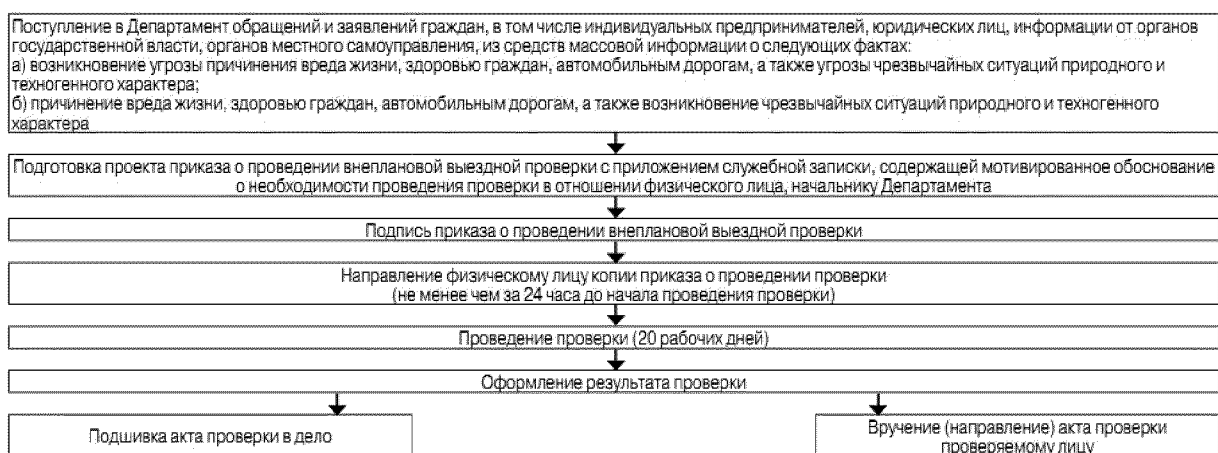 Поступление в Департамент обращений и заявлений граждан, в том числе индивидуальных предпринимателей, юридических лиц, информации от органов
государственной власти, органов местного самоуправления, из средств массовой информации о следующих фактах:
а) возникновение угрозы причинения вреда жизни, здоровью граждан, автомобильным дорогам, а также угрозы чрезвычайных ситуаций природного и
техногенного характера;
б) причинение вреда жизни, здоровью граждан, автомобильным дорогам, а также возникновение чрезвычайных ситуаций природного и техногенного
характера
Подготовка проекта приказа о проведении внеплановой выездной проверки с приложением служебной записки, содержащей мотивированное обоснование
о необходимости проведения проверки в отношении физического лица, начальнику Департамента
Подпись приказа о проведении внеплановой выездной проверки
Направление физическому лицу копии приказа о проведении проверки
(не менее чем за 24 часа до начала проведения проверки)
Проведение проверки (20 рабочих дней)
Оформление результата проверки
Подшивка акта проверки в дело
Вручение (направление) акта проверки
проверяемому лицу